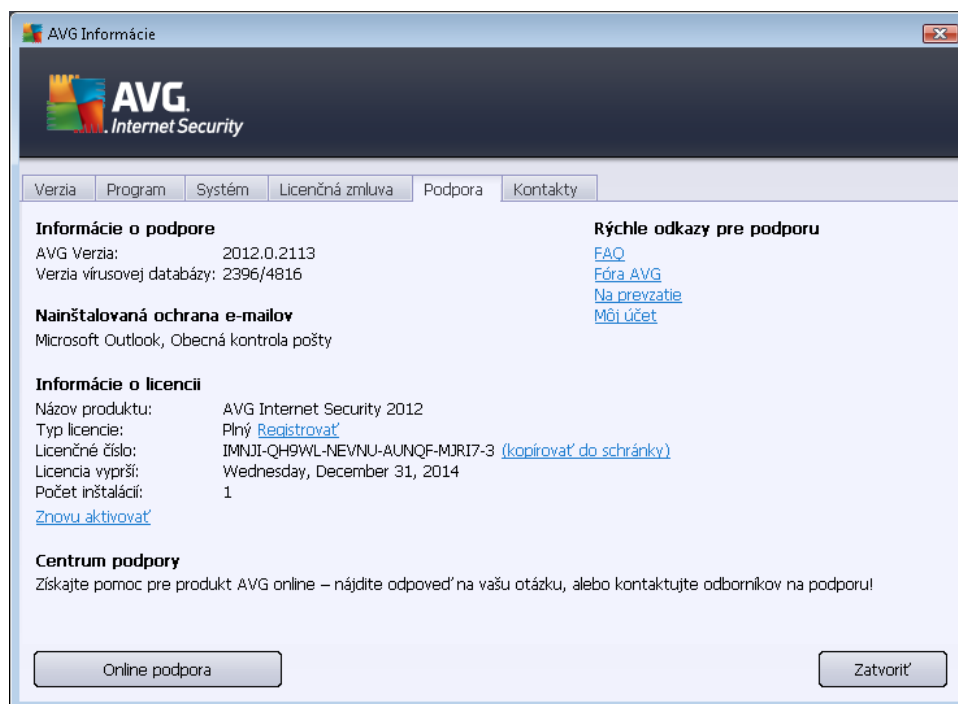 AVG Informácie
AVG.
Internet Security
Verzia Program Systém Licenčná zmluva Podpora Kontakty
Informácie o podpore
AVG Verzia: 2012.0.2113
Verzia vírusovej databázy: 2396/4816
Nainštalovaná ochrana e-mailov
Microsoft Outlook, Obecná kontrola pošty
Informácie o licencii
Názov produktu: AVG Internet Security 2012
Typ licencie: Plný Registrovať
Licenčné číslo: IMNJI-QH9WL-NEVNU-AUNQF-MJRI7-3 (kopírovať do schránky)
Licencia vyprší: Wednesday, December 31, 2014
Počet inštalácií: 1
Znovu aktivovať
Rýchle odkazy pre podporu
FAQ
Fóra AVG
Na prevzatie
Môj účet
Centrum podpory
Získajte pomoc pre produkt AVG online – nájdite odpoveď na vašu otázku, alebo kontaktujte odborníkov na podporu!
Online podpora
Zatvoriť